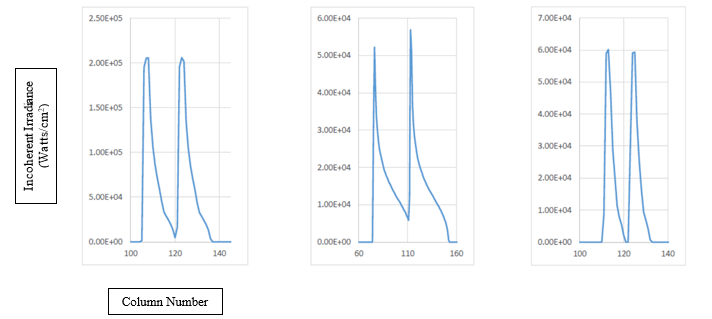 Incoherent Irradiance
(Watts/cm²)
2.50E+05
2.00E+05
1.50E+05
1.00E+05
5.00E+04
0.00E+00
100 120 140
6.00E+04
5.00E+04
4.00E+04
3.00E+04
2.00E+04
1.00E+04
0.00E+00
60 110 160
7.00E+04
6.00E+04
5.00E+04
4.00E+04
3.00E+04
2.00E+04
1.00E+04
0.00E+00
100 120 140
Column Number